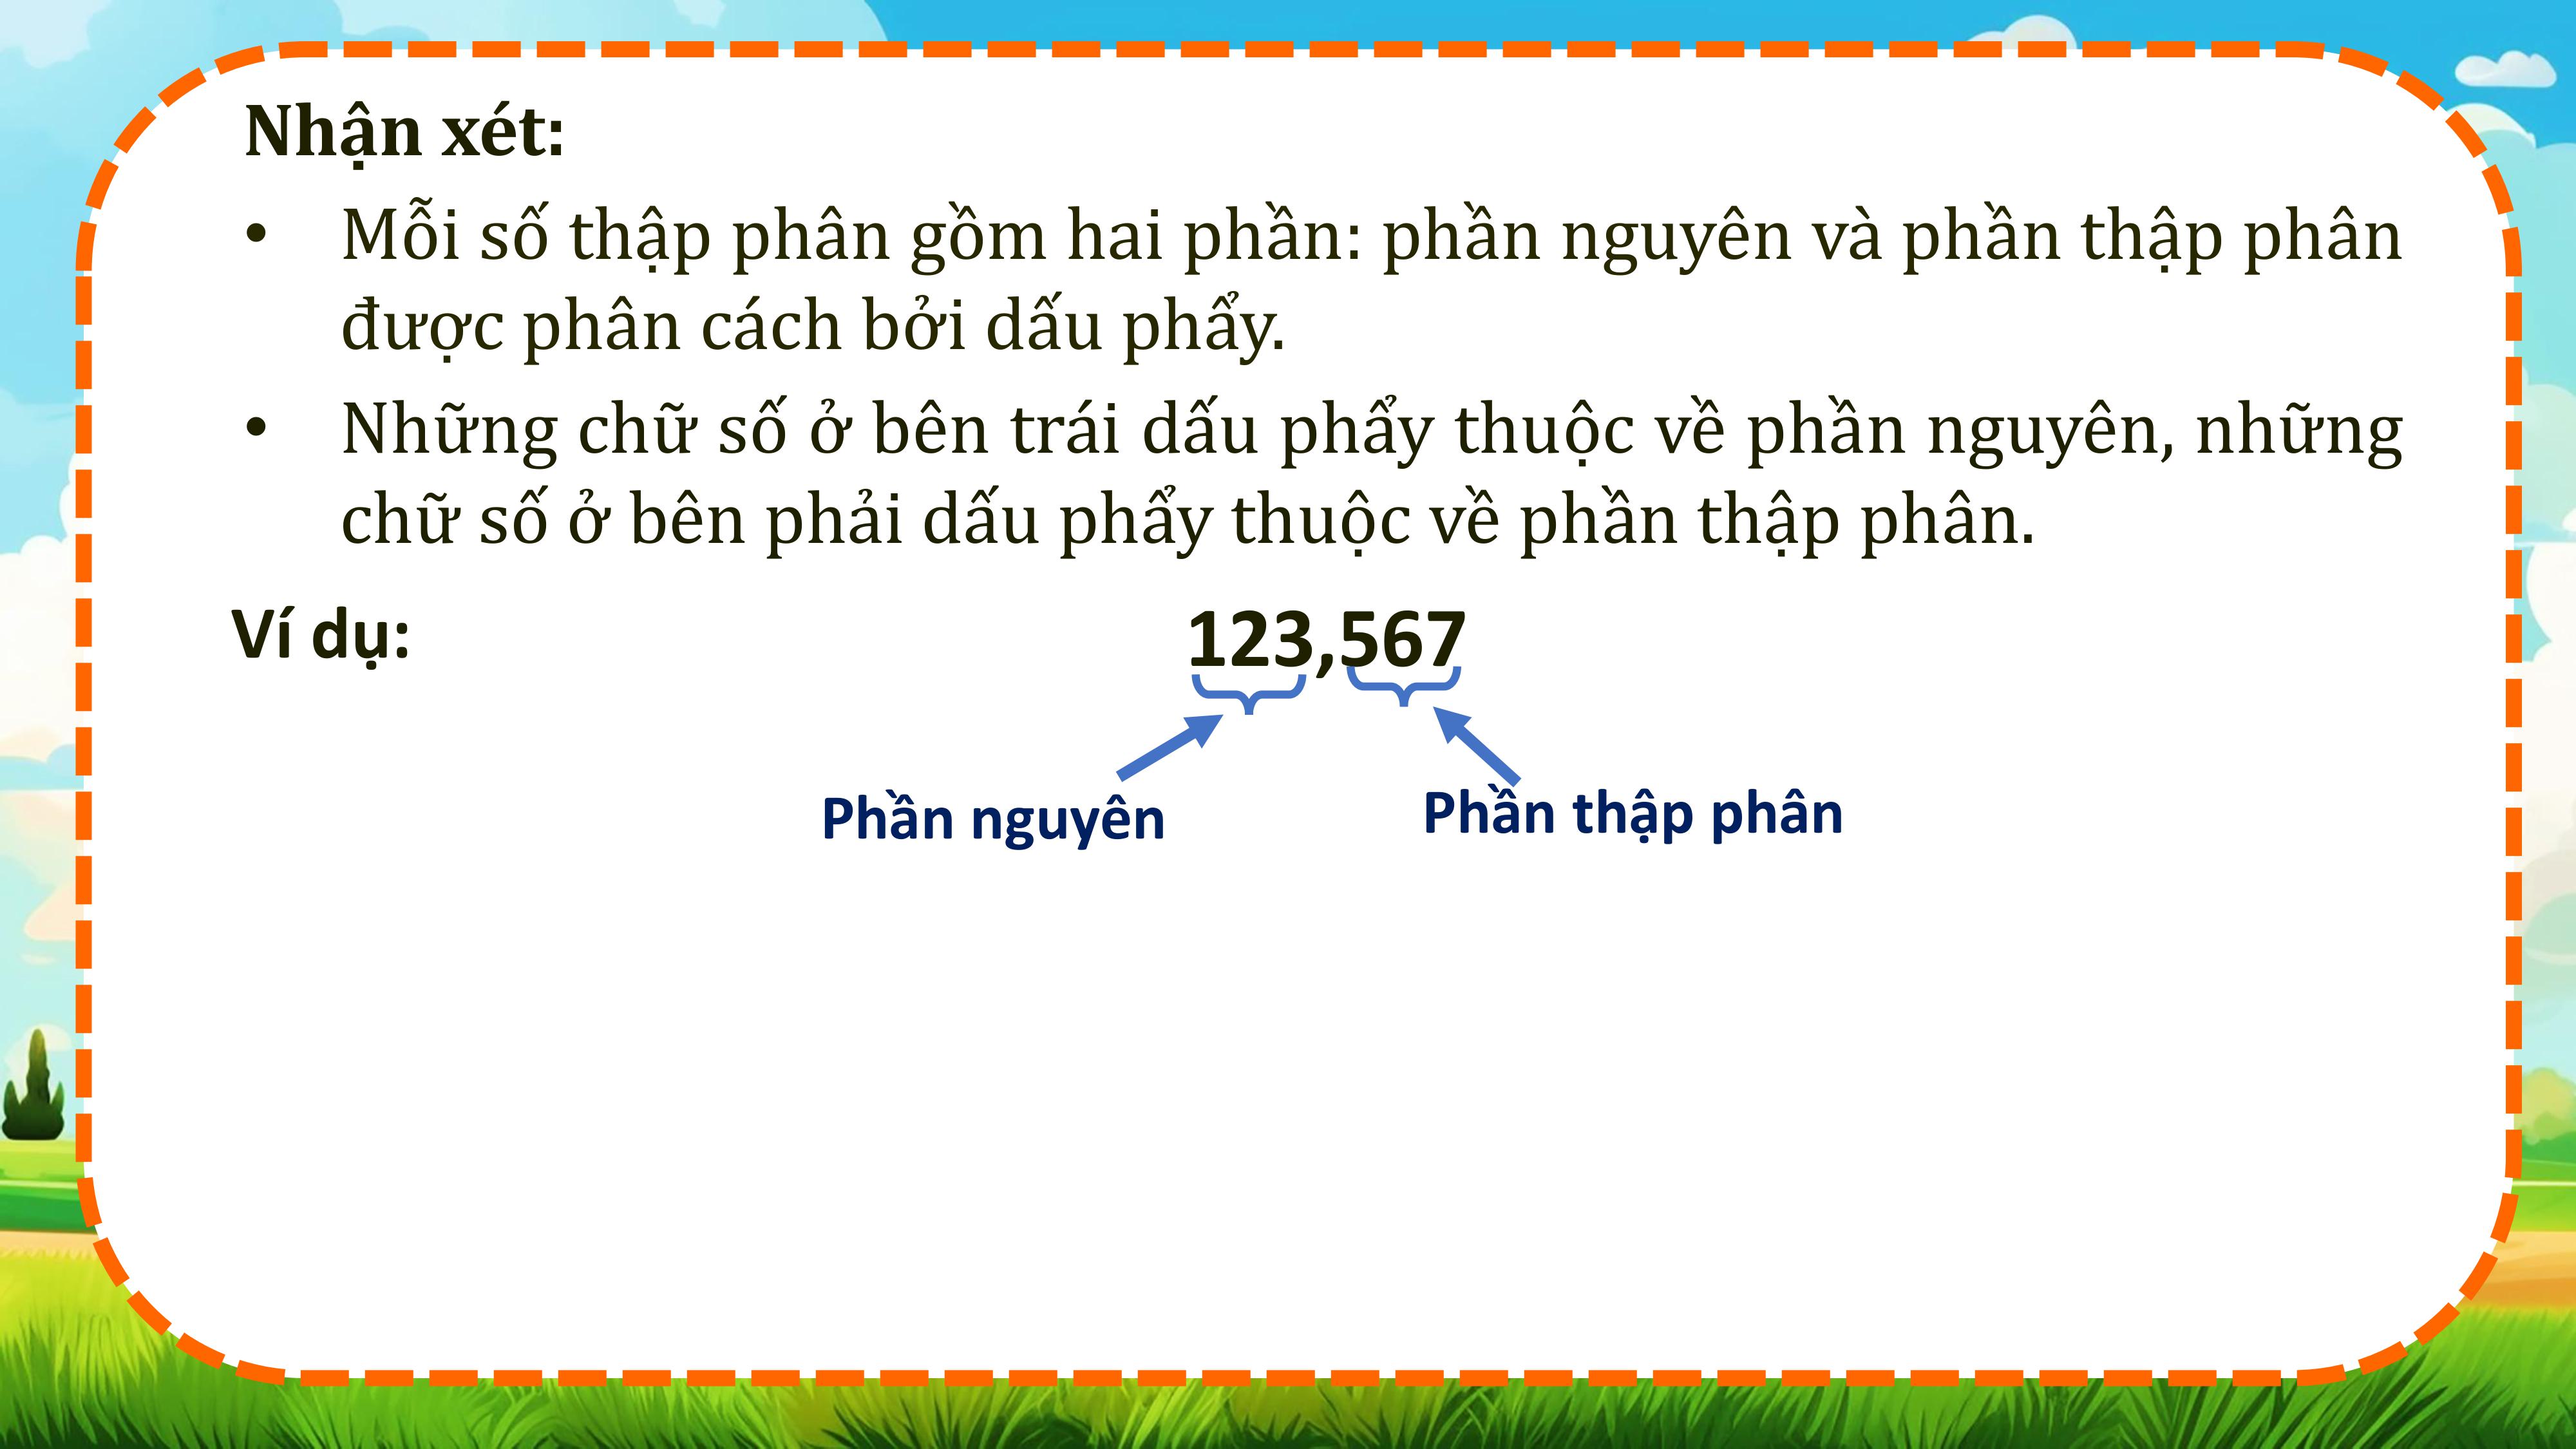 Nhận xét:
• Mỗi số thập phân gồm hai phần: phần nguyên và phần thập phân
được phân cách bởi dấu phẩy.
• Những chữ số ở bên trái dấu phẩy thuộc về phần nguyên, những
chữ số ở bên phải dấu phẩy thuộc về phần thập phân.
Ví dụ: 123,567
Phần nguyên Phần thập phân